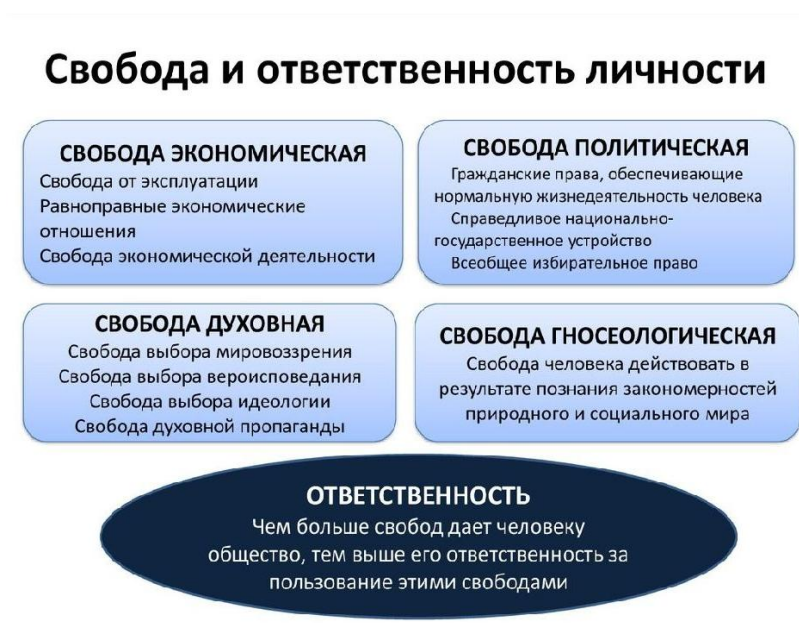 Свобода и ответственность личности
СВОБОДА ЭКОНОМИЧЕСКАЯ
Свобода от эксплуатации
Равноправные экономические
отношения
Свобода экономической деятельности
СВОБОДА ПОЛИТИЧЕСКАЯ
Гражданские права, обеспечивающие
нормальную жизнедеятельность человека
Справедливое национально-
государственное устройство
Всеобщее избирательное право
СВОБОДА ДУХОВНАЯ
Свобода выбора мировоззрения
Свобода выбора вероисповедания
Свобода выбора идеологии
Свобода духовной пропаганды
СВОБОДА ГНОСЕОЛОГИЧЕСКАЯ
Свобода человека действовать в
результате познания закономерностей
природного и социального мира
ОТВЕТСТВЕННОСТЬ
Чем больше свобод дает человеку
общество, тем выше его ответственность за
пользование этими свободами